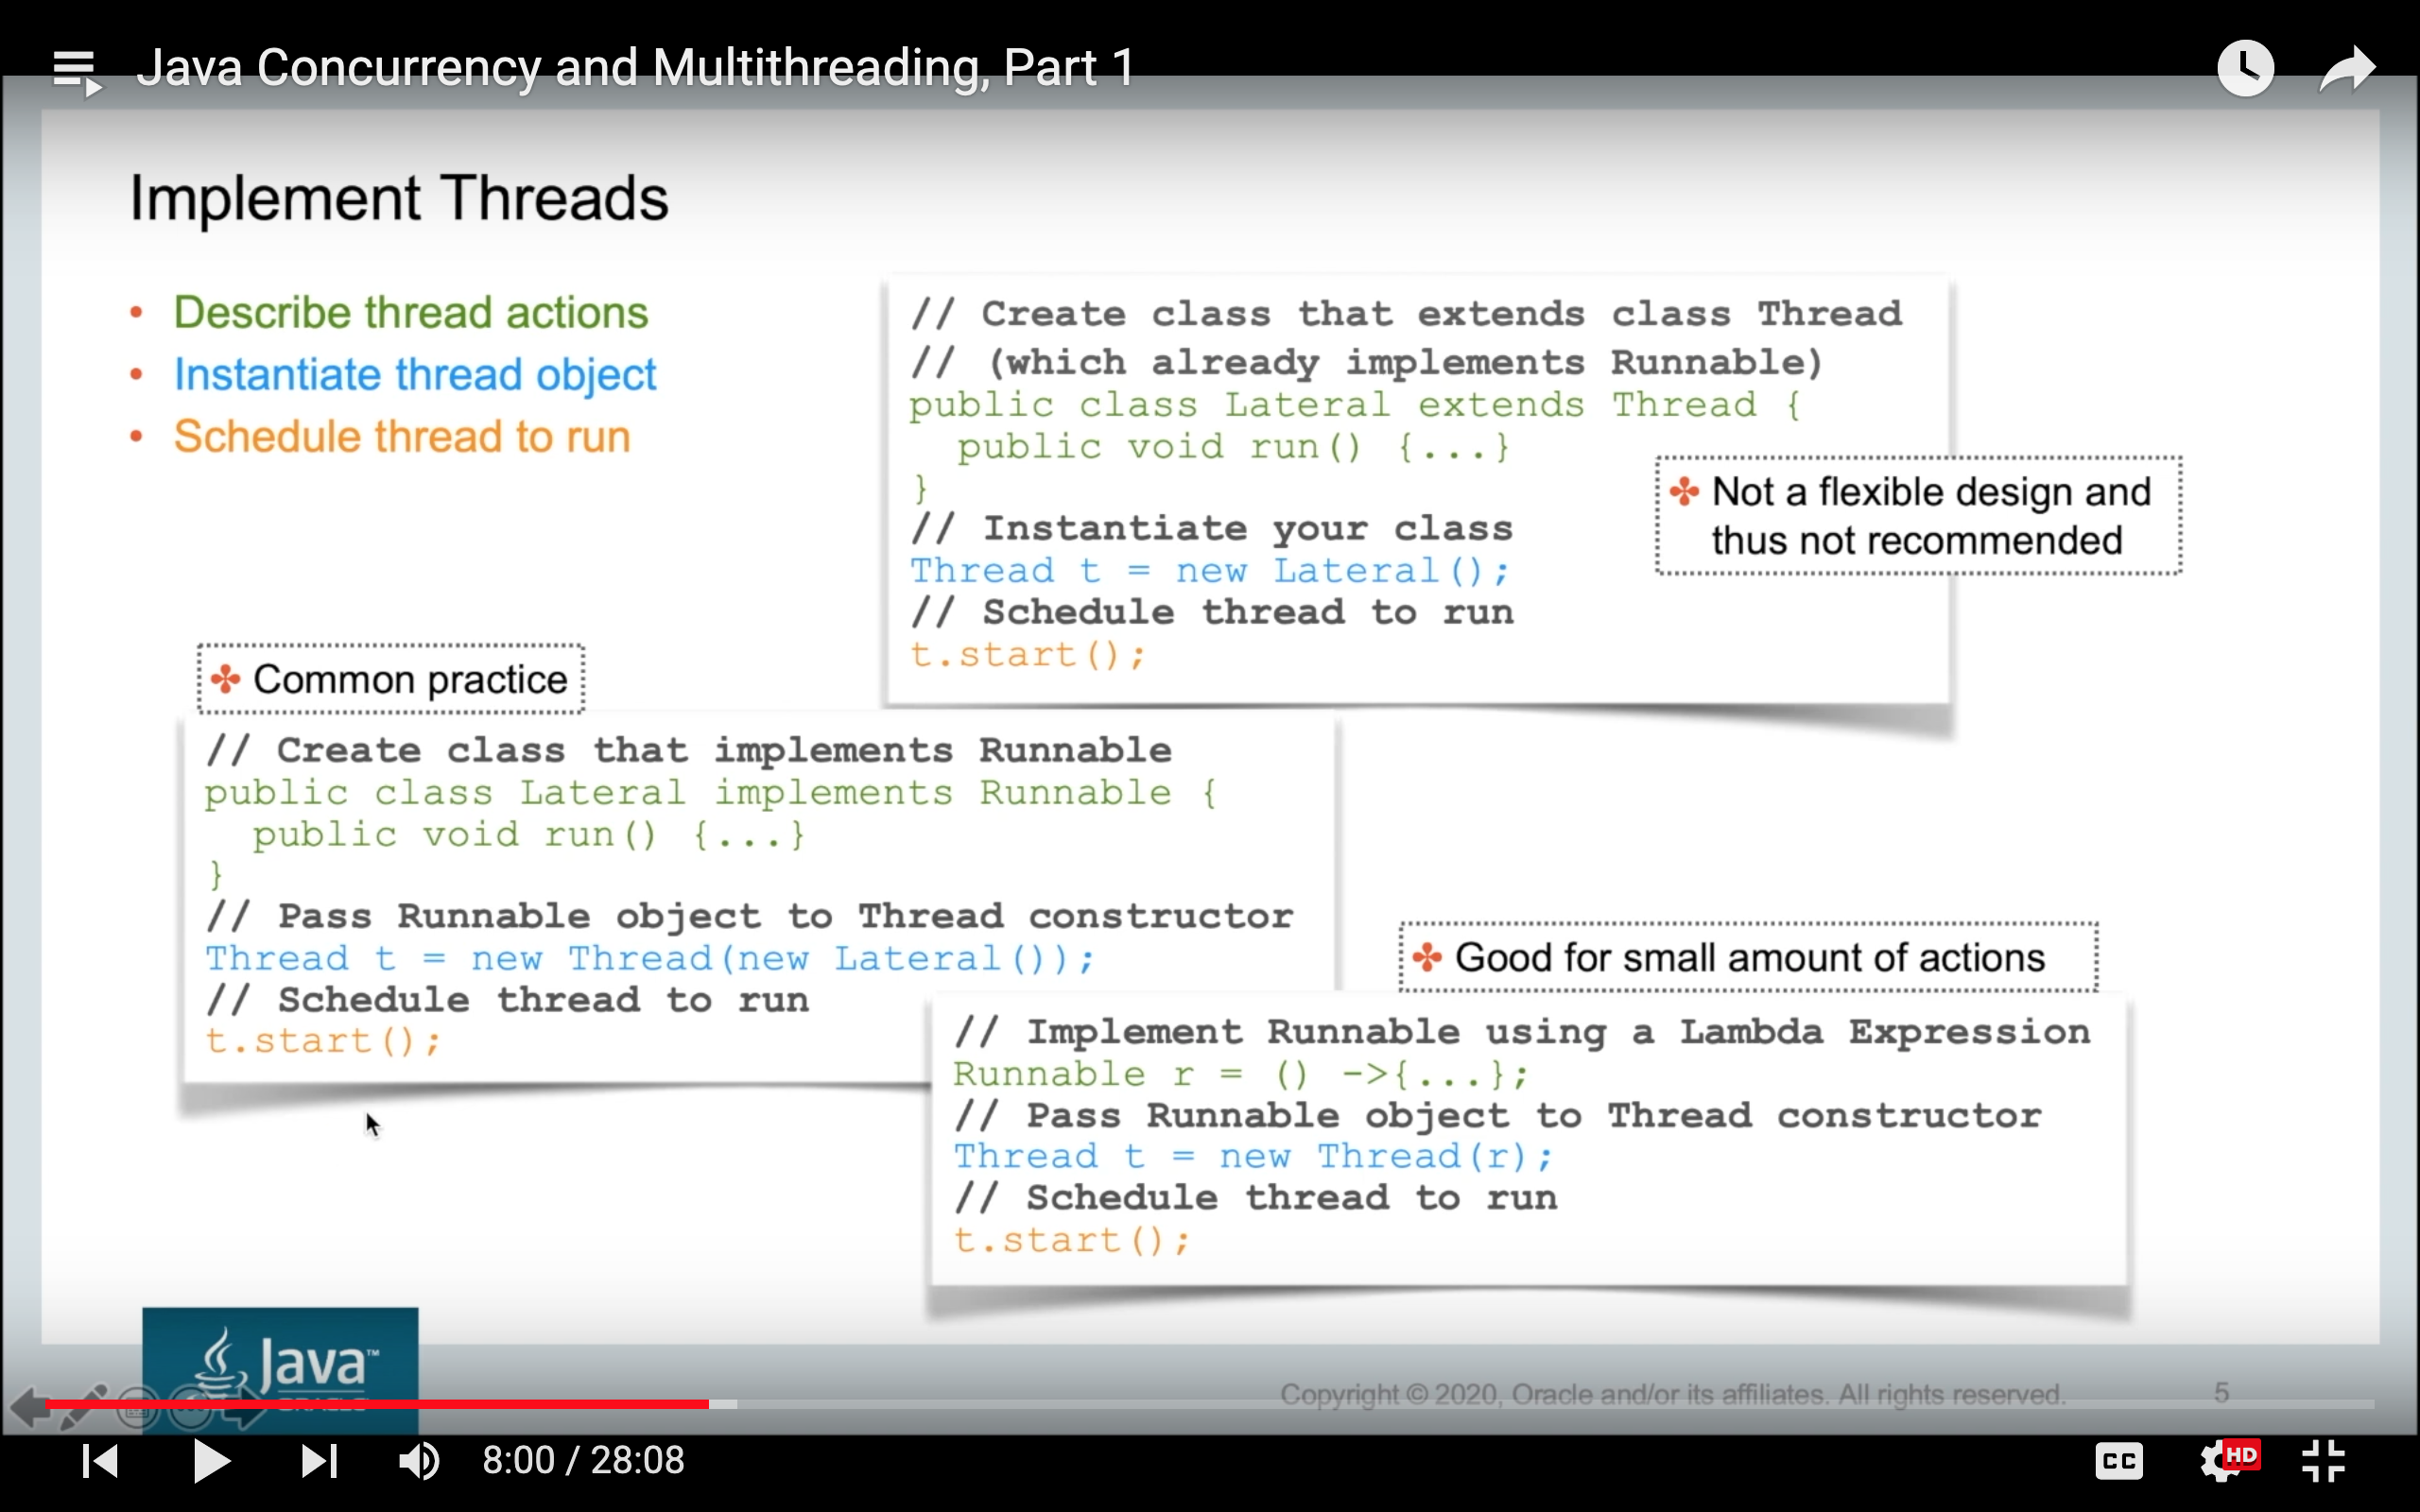 Java Concurrency and Multithreading, Part 1
Implement Threads
• Describe thread actions
• Instantiate thread object
• Schedule thread to run
// Create class that extends class Thread
// (which already implements Runnable)
public class Lateral extends Thread {
  public void run() {...}
}
// Instantiate your class
Thread t = new Lateral();
// Schedule thread to run
t.start();
Not a flexible design and
thus not recommended
Common practice
// Create class that implements Runnable
public class Lateral implements Runnable {
  public void run() {...}
}
// Pass Runnable object to Thread constructor
Thread t = new Thread(new Lateral());
// Schedule thread to run
t.start();
Good for small amount of actions
// Implement Runnable using a Lambda Expression
Runnable r = () ->{...};
// Pass Runnable object to Thread constructor
Thread t = new Thread(r);
// Schedule thread to run
t.start();
Java™
Copyright © 2020, Oracle and/or its affiliates. All rights reserved.
5
8:00 / 28:08
CC
HD